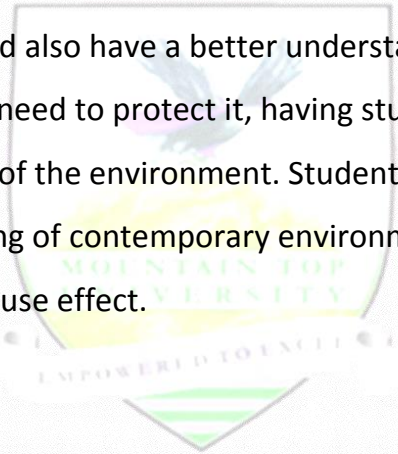 d also have a better understa
need to protect it, having stu
of the environment. Student
ng of contemporary environm
MOUNTAIN TOP
UNIVERSITY
use effect.
EMPOWERED TO EXCEL